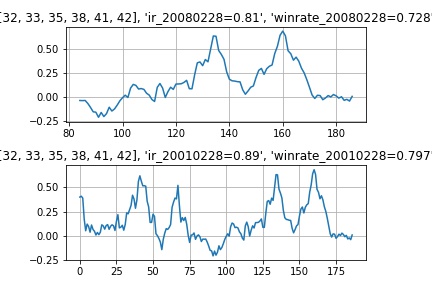 [32, 33, 35, 38, 41, 42], 'ir_20080228=0.81', 'winrate_20080228=0.728'
0.50
0.25
0.00
−0.25
80 100 120 140 160 180
[32, 33, 35, 38, 41, 42], 'ir_20010228=0.89', 'winrate_20010228=0.797'
0.50
0.25
0.00
−0.25
0 25 50 75 100 125 150 175